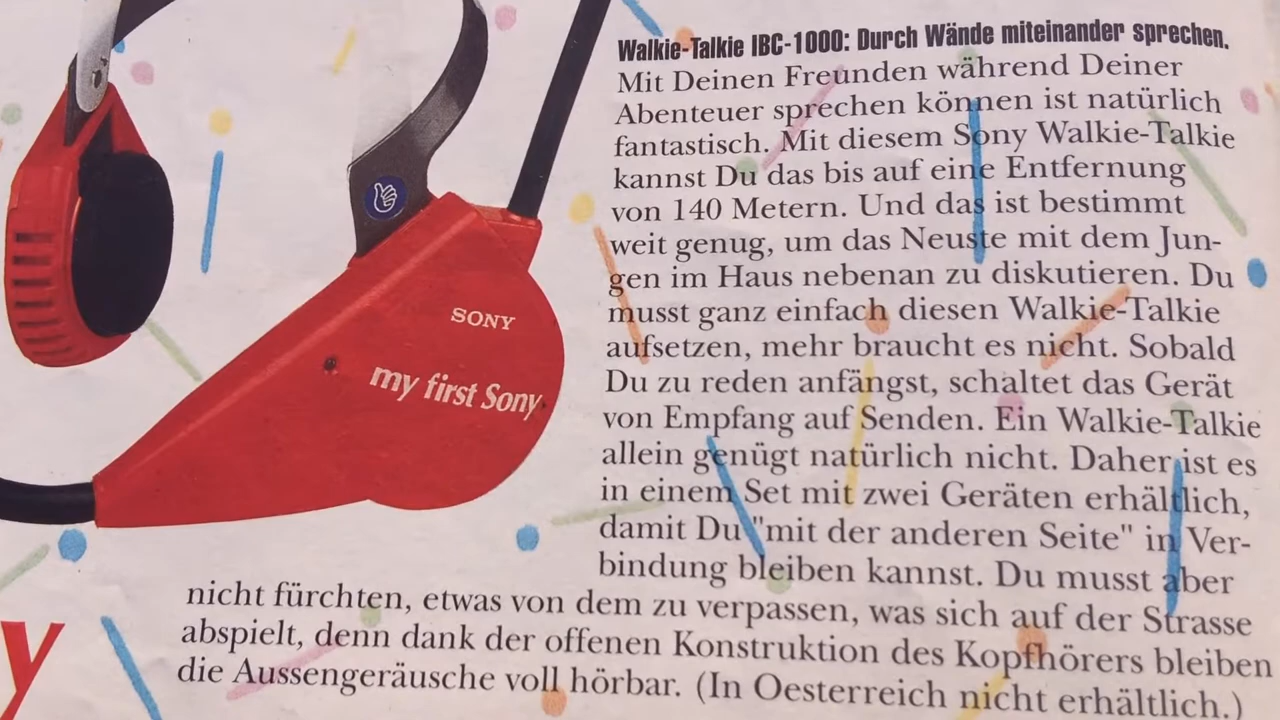 Walkie-Talkie IBC-1000: Durch Wände miteinander sprechen.
Mit Deinen Freunden während Deiner
Abenteuer sprechen können ist natürlich
fantastisch. Mit diesem Sony Walkie-Talkie
kannst Du das bis auf eine Entfernung
von 140 Metern. Und das ist bestimmt
weit genug, um das Neuste mit dem Jun-
gen im Haus nebenan zu diskutieren. Du
musst ganz einfach diesen Walkie-Talkie
aufsetzen, mehr braucht es nicht. Sobald
Du zu reden anfängst, schaltet das Gerät
von Empfang auf Senden. Ein Walkie-Talkie
allein genügt natürlich nicht. Daher ist es
in einem Set mit zwei Geräten erhältlich,
damit Du "mit der anderen Seite" in Ver-
bindung bleiben kannst. Du musst aber
nicht fürchten, etwas von dem zu verpassen, was sich auf der Strasse
abspielt, denn dank der offenen Konstruktion des Kopfhörers bleiben
die Aussengeräusche voll hörbar. (In Oesterreich nicht erhältlich.)
SONY
my first Sony
y